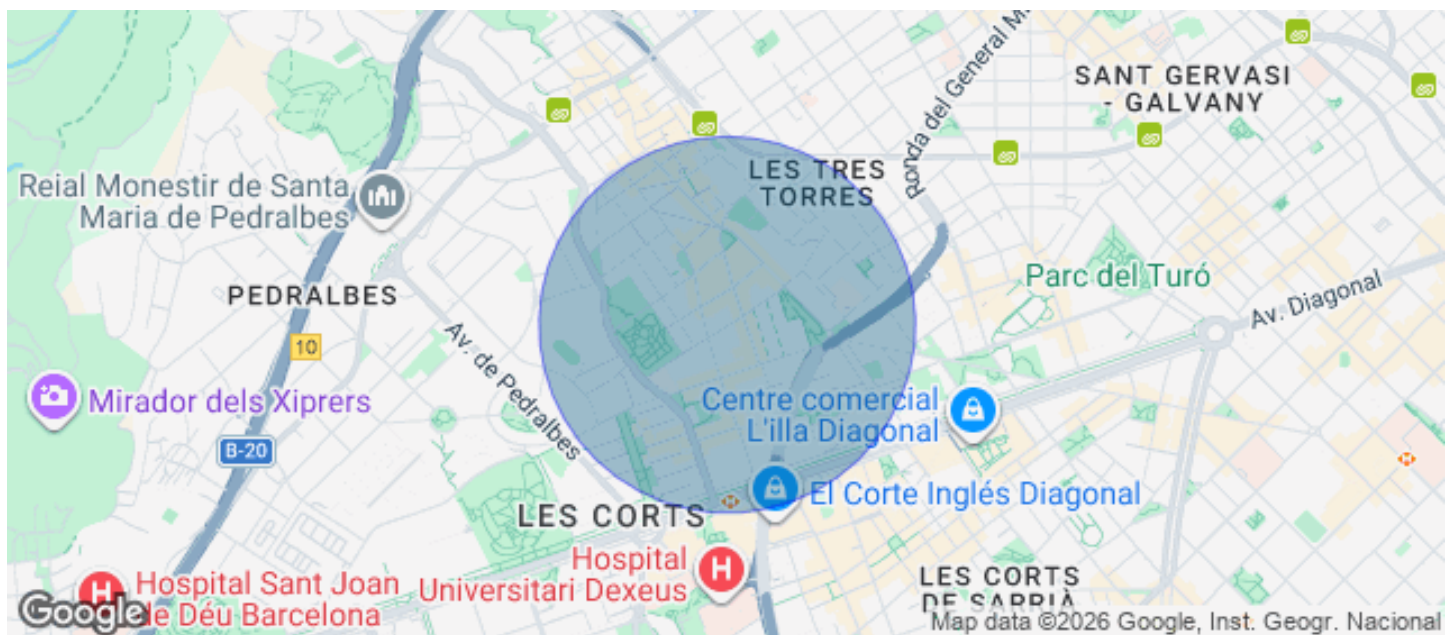 SANT GERVASI
- GALVANY
Ronda del General Mi
LES TRES
TORRES
Reial Monestir de Santa
Maria de Pedralbes
PEDRALBES
Parc del Turó
Av. Diagonal
10
Av. de Pedralbes
Mirador dels Xiprers
B-20
Centre comercial
L'illa Diagonal
El Corte Inglés Diagonal
LES CORTS
Hospital
Universitari Dexeus
H
H
Hospital Sant Joan
de Déu Barcelona
LES CORTS
DE SARRIÀ
Google
Map data ©2026 Google, Inst. Geogr. Nacional